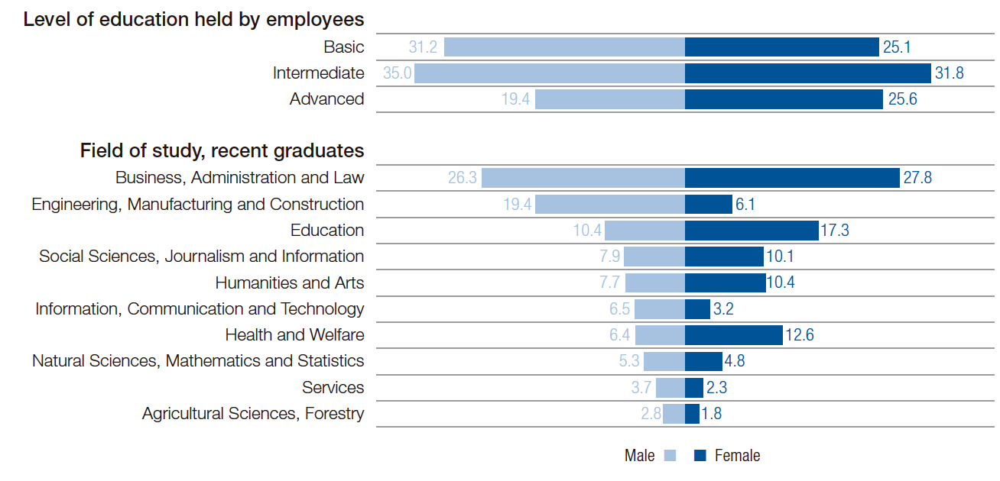 Level of education held by employees
Basic 31.2 25.1
Intermediate 35.0 31.8
Advanced 19.4 25.6
Field of study, recent graduates
Business, Administration and Law 26.3 27.8
Engineering, Manufacturing and Construction 19.4 6.1
Education 10.4 17.3
Social Sciences, Journalism and Information 7.9 10.1
Humanities and Arts 7.7 10.4
Information, Communication and Technology 6.5 3.2
Health and Welfare 6.4 12.6
Natural Sciences, Mathematics and Statistics 5.3 4.8
Services 3.7 2.3
Agricultural Sciences, Forestry 2.8 1.8
Male Female